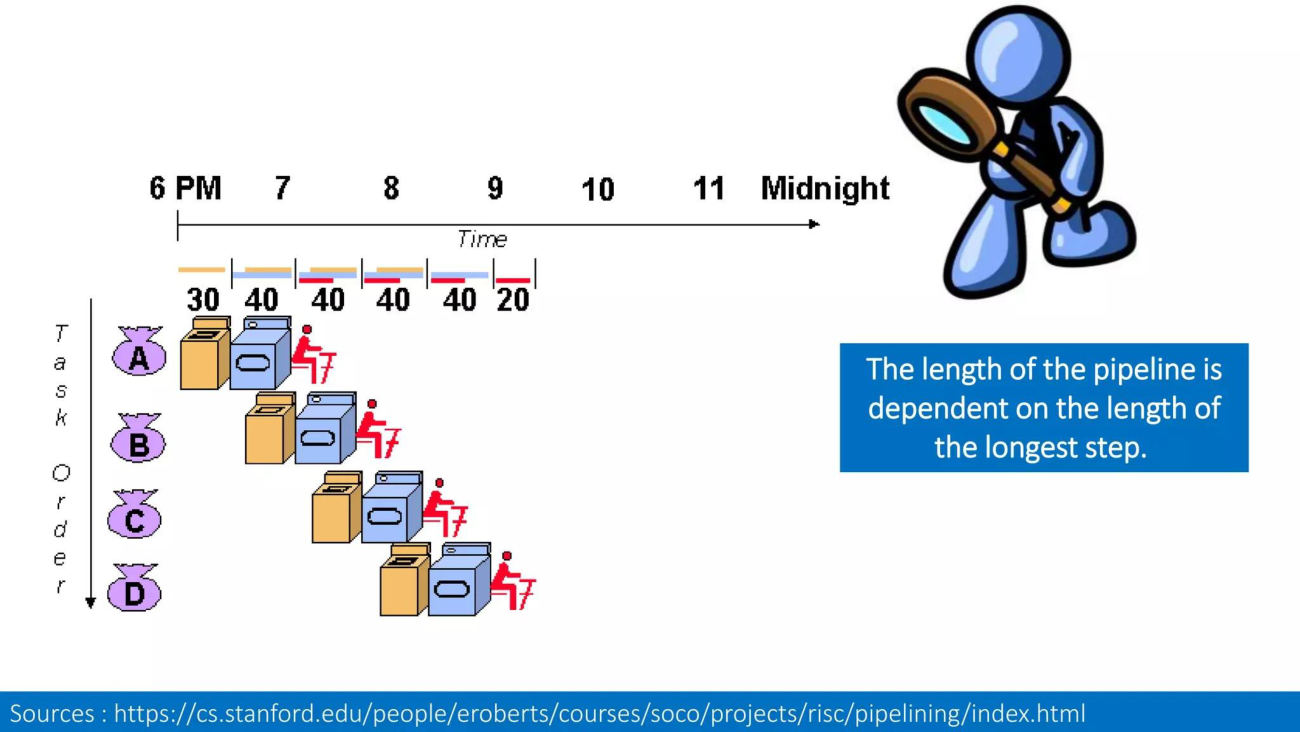 6 PM 7 8 9 10 11 Midnight
Time
30 40 40 40 40 20
Task Order
A
B
C
D
The length of the pipeline is
dependent on the length of
the longest step.
Sources : https://cs.stanford.edu/people/eroberts/courses/soco/projects/risc/pipelining/index.html